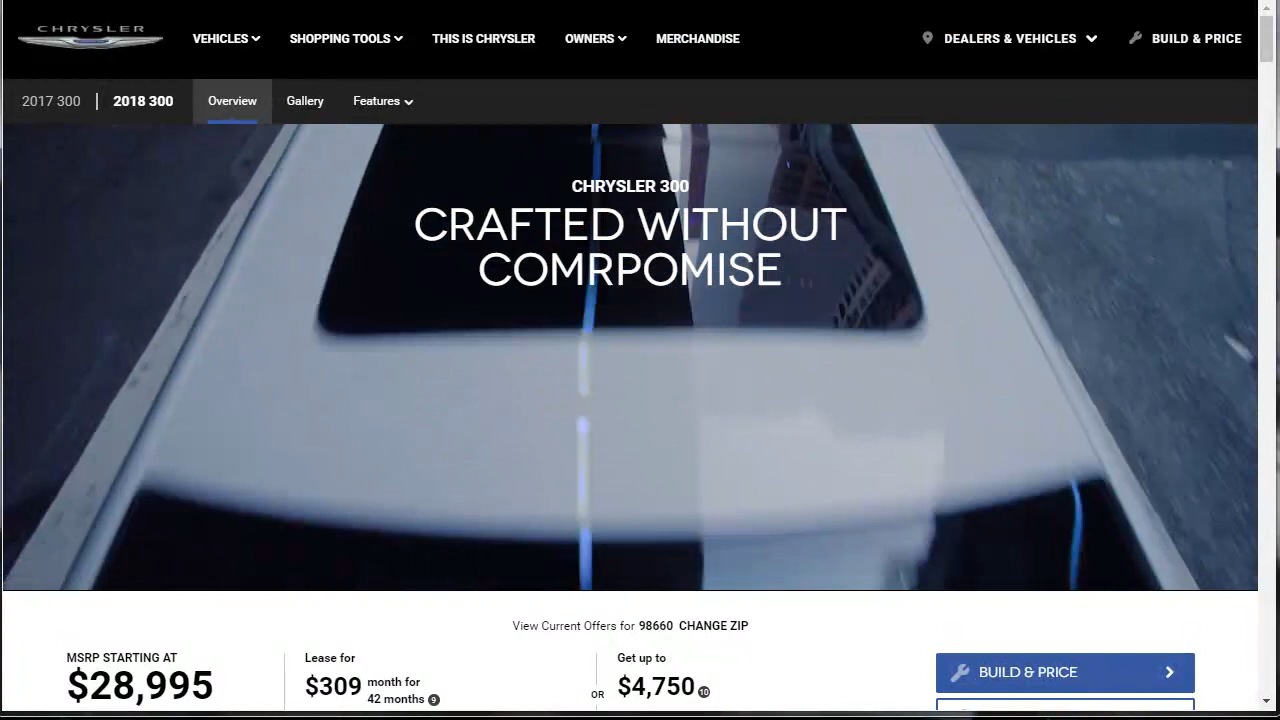 CHRYSLER
VEHICLES SHOPPING TOOLS THIS IS CHRYSLER OWNERS MERCHANDISE DEALERS & VEHICLES BUILD & PRICE
2017 300 | 2018 300 Overview Gallery Features
CHRYSLER 300
CRAFTED WITHOUT
COMRPOMISE
View Current Offers for 98660 CHANGE ZIP
MSRP STARTING AT
$28,995
Lease for
$309 month for
42 months 9
OR
Get up to
$4,750 10
BUILD & PRICE